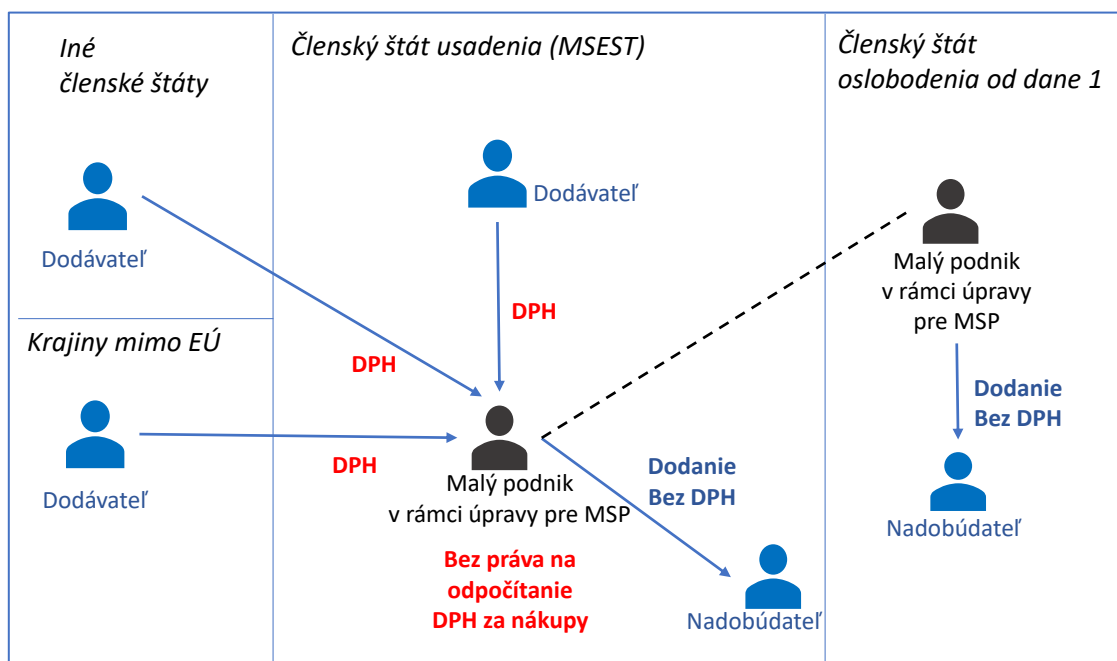 Iné
členské štáty
Dodávateľ
Krajiny mimo EÚ
Dodávateľ
Členský štát usadenia (MSEST)
Dodávateľ
DPH
DPH
DPH
Malý podnik
v rámci úpravy pre MSP
Bez práva na
odpočítanie
DPH za nákupy
Dodanie
Bez DPH
Nadobúdateľ
Členský štát
oslobodenia od dane 1
Malý podnik
v rámci úpravy
pre MSP
Dodanie
Bez DPH
Nadobúdateľ